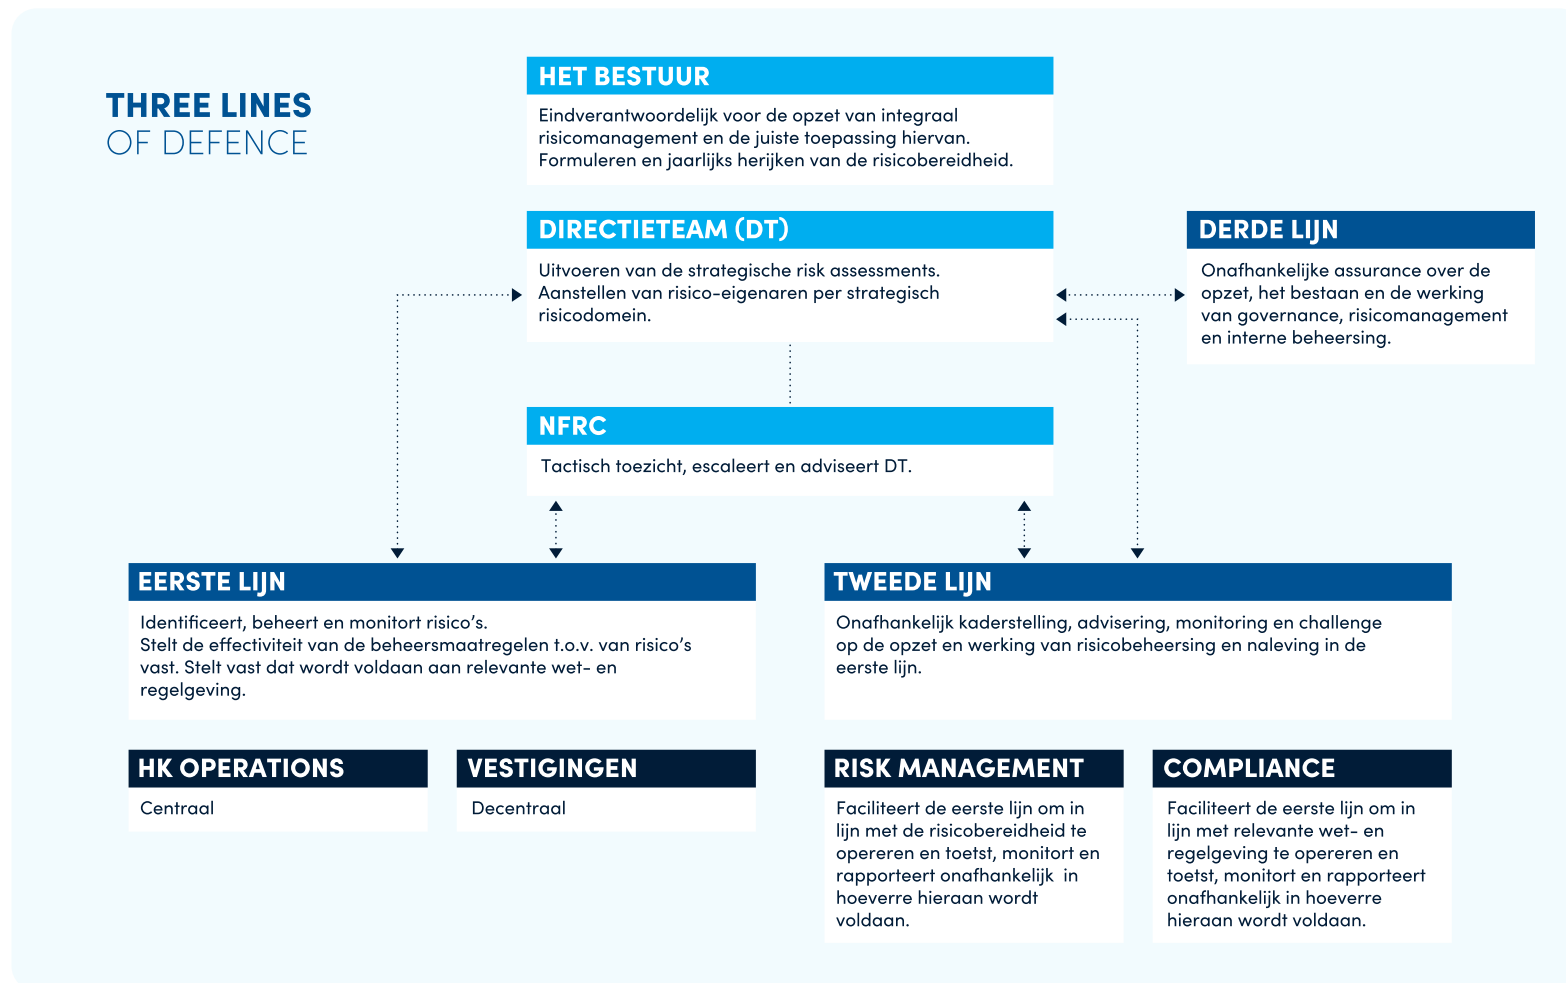 THREE LINES
OF DEFENCE
HET BESTUUR
Eindverantwoordelijk voor de opzet van integraal
risicomanagement en de juiste toepassing hiervan.
Formuleren en jaarlijks herijken van de risicobereidheid.
DIRECTIETEAM (DT)
Uitvoeren van de strategische risk assessments.
Aanstellen van risico-eigenaren per strategisch
risicodomein.
DERDE LIJN
Onafhankelijke assurance over de
opzet, het bestaan en de werking
van governance, risicomanagement
en interne beheersing.
NFRC
Tactisch toezicht, escaleert en adviseert DT.
EERSTE LIJN
Identificeert, beheert en monitort risico's.
Stelt de effectiviteit van de beheersmaatregelen t.o.v. van risico's
vast. Stelt vast dat wordt voldaan aan relevante wet- en
regelgeving.
TWEEDE LIJN
Onafhankelijk kaderstelling, advisering, monitoring en challenge
op de opzet en werking van risicobeheersing en naleving in de
eerste lijn.
HK OPERATIONS
Centraal
VESTIGINGEN
Decentraal
RISK MANAGEMENT
Faciliteert de eerste lijn om in
lijn met de risicobereidheid te
opereren en toetst, monitort en
rapporteert onafhankelijk  in
hoeverre hieraan wordt
voldaan.
COMPLIANCE
Faciliteert de eerste lijn om in
lijn met relevante wet- en
regelgeving te opereren en
toetst, monitort en rapporteert
onafhankelijk in hoeverre
hieraan wordt voldaan.